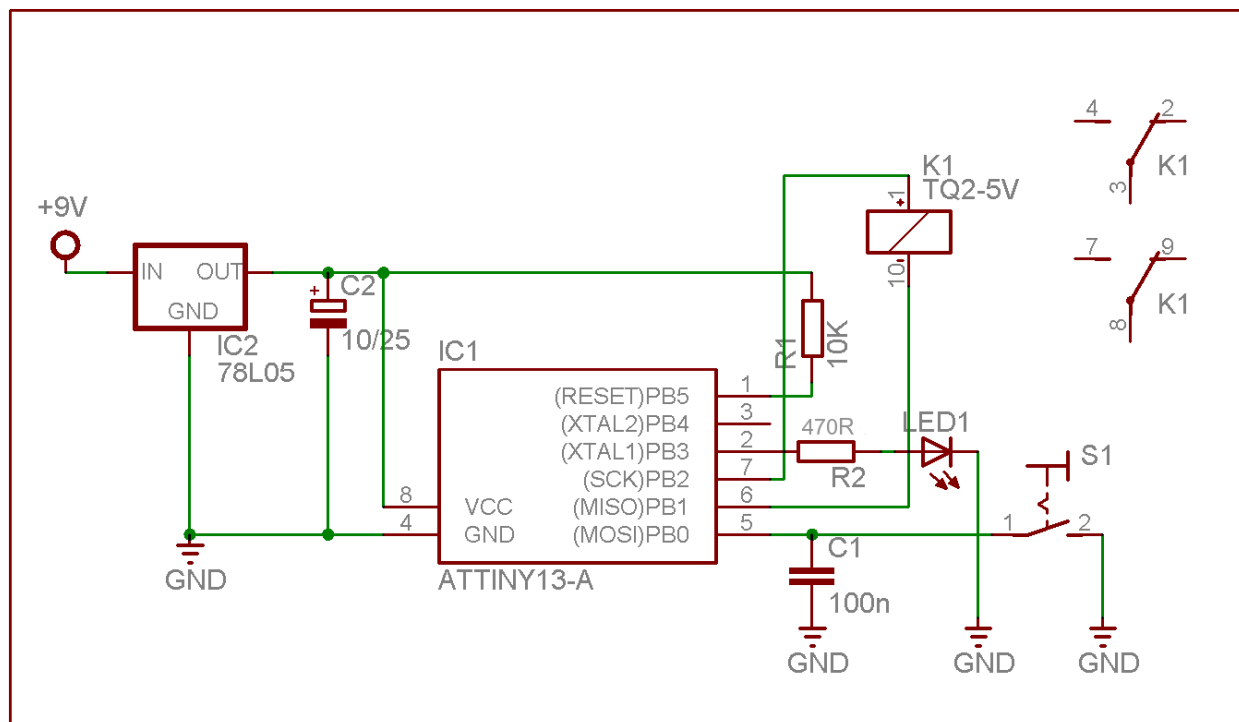 4 2
K1
3
K1
TQ2-5V
1
+
+9V
7 9
IN OUT
GND
K1
10 -
8
+
C2
10/25
IC2
78L05
R1
10K
IC1
(RESET)PB5 1
(XTAL2)PB4 3
(XTAL1)PB3 2
(SCK)PB2 7
8 VCC (MISO)PB1 6
4 GND (MOSI)PB0 5
470R
R2
LED1
S1
1 2
C1
100n
GND
ATTINY13-A
GND
GND
GND